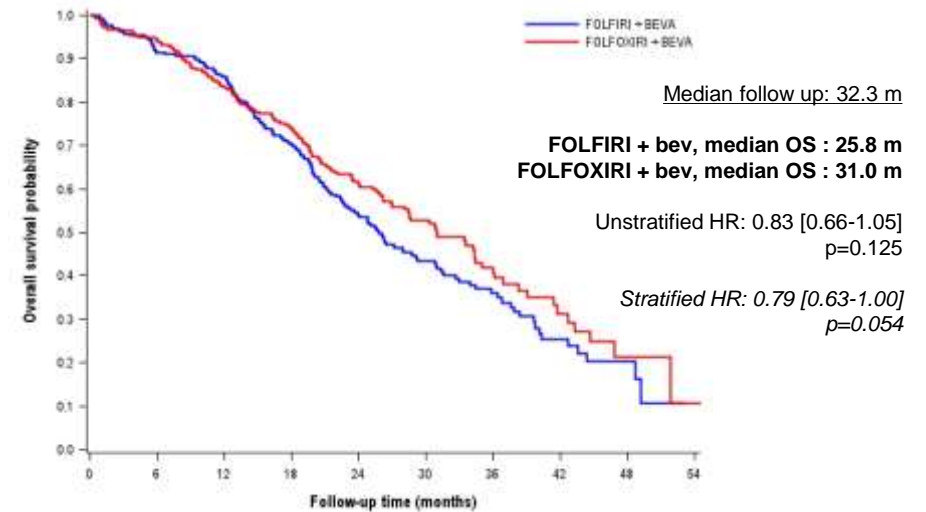 FOLFIRI + BEVA
FOLFOXIRI + BEVA
Median follow up: 32.3 m
FOLFIRI + bev, median OS : 25.8 m
FOLFOXIRI + bev, median OS : 31.0 m
Unstratified HR: 0.83 [0.66-1.05]
p=0.125
Stratified HR: 0.79 [0.63-1.00]
p=0.054
Overall survival probability
1.0
0.9
0.8
0.7
0.6
0.5
0.4
0.3
0.2
0.1
0.0
0 6 12 18 24 30 36 42 48 54
Follow-up time (months)